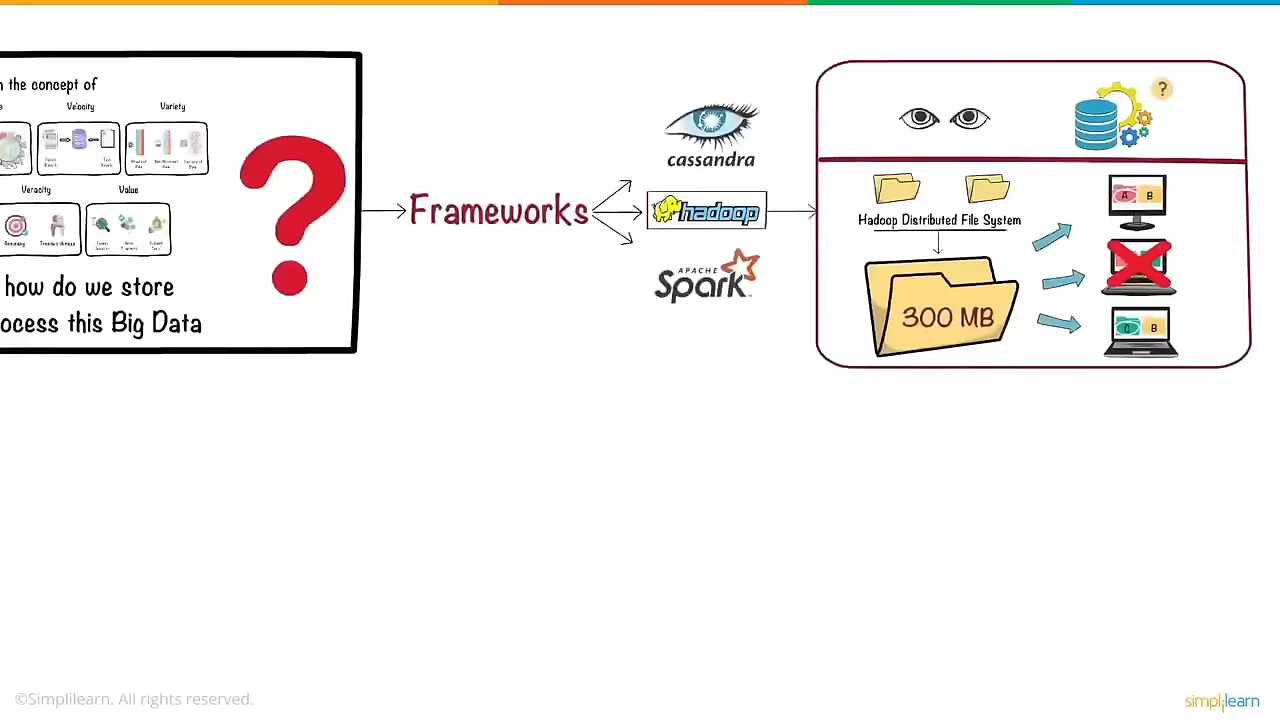 n the concept of
e
Velocity
Variety
Veracity
Value
how do we store
ocess this Big Data
Frameworks
cassandra
hadoop
APACHE
Spark
Hadoop Distributed File System
300 MB
?
A B
C B
©Simplilearn. All rights reserved.
simplilearn